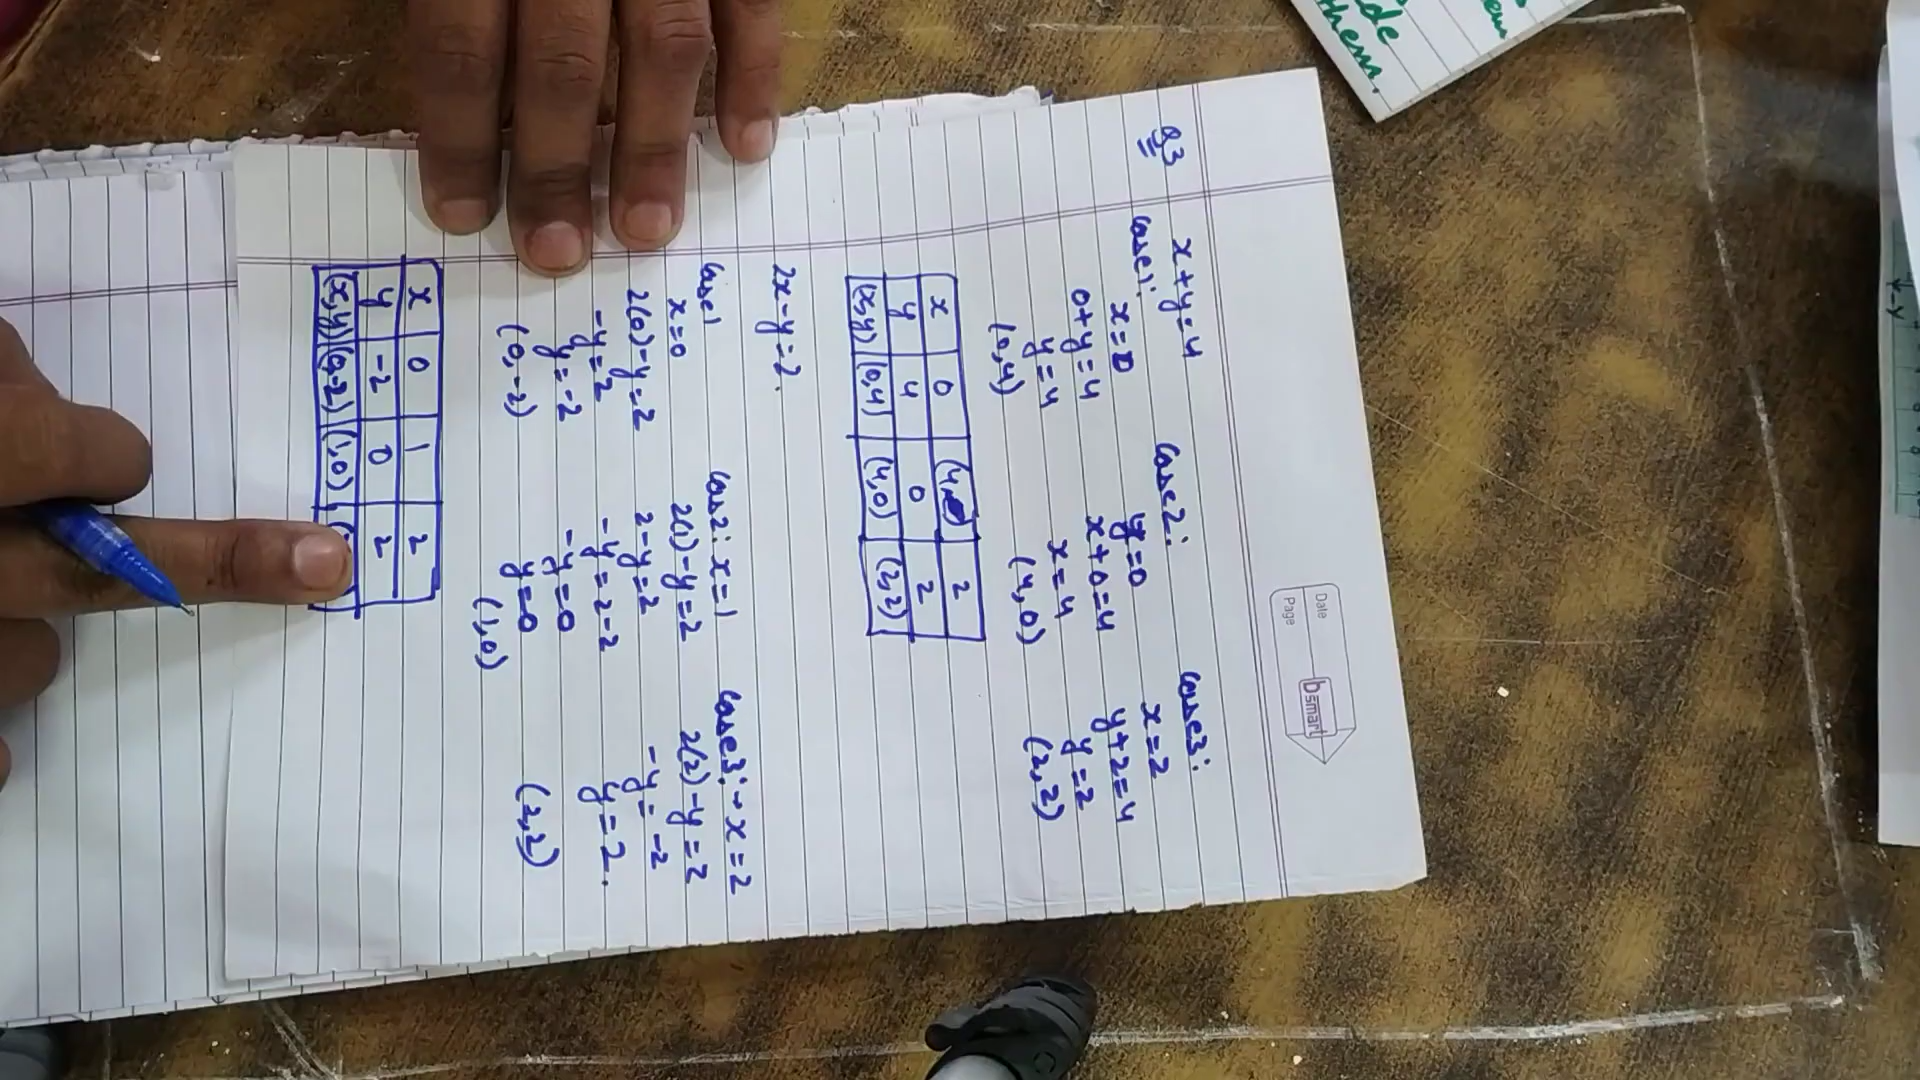 Date
Page
bsmart
Q3
x+y=4
Case1:
x=0
0+y=4
y=4
(0,4)
Case2:
y=0
x+0=4
x=4
(4,0)
Case3:
x=2
y+2=4
y=2
(2,2)
x 0 (4, 2
y 4 0 2
(x,y) (0,4) (4,0) (2,2)
2x-y=2.
Case1
x=0
2(0)-y=2
-y=2
y=-2
(0,-2)
Cas2: x=1
2(1)-y=2
2-y=2
-y=2-2
-y=0
y=0
(1,0)
Case3:- x=2
2(2)-y=2
-y=-2
y=2.
(2,2)
x 0 1 2
y -2 0 2
(x,y) (0,-2) (1,0) (
them.